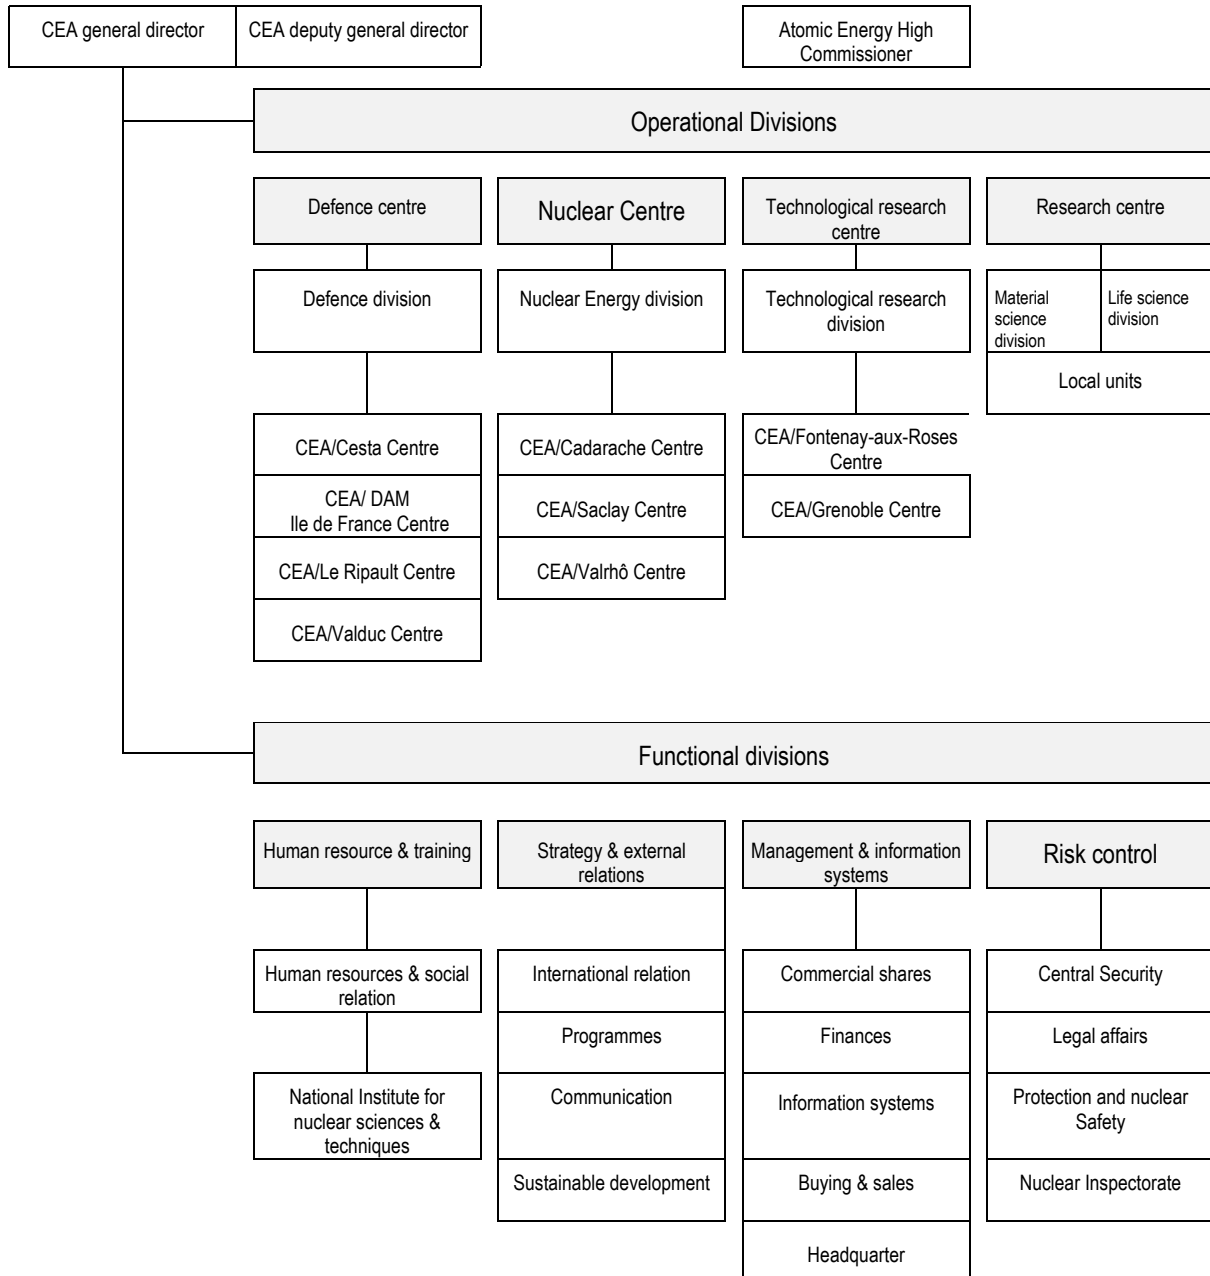 CEA general director
CEA deputy general director
Atomic Energy High
Commissioner
Operational Divisions
Defence centre
Nuclear Centre
Technological research
centre
Research centre
Defence division
Nuclear Energy division
Technological research
division
Material
science
division
Life science
division
Local units
CEA/Cesta Centre
CEA/Cadarache Centre
CEA/Fontenay-aux-Roses
Centre
CEA/ DAM
Ile de France Centre
CEA/Saclay Centre
CEA/Grenoble Centre
CEA/Le Ripault Centre
CEA/Valrhô Centre
CEA/Valduc Centre
Functional divisions
Human resource & training
Strategy & external
relations
Management & information
systems
Risk control
Human resources & social
relation
International relation
Commercial shares
Central Security
Programmes
Finances
Legal affairs
National Institute for
nuclear sciences &
techniques
Communication
Information systems
Protection and nuclear
Safety
Sustainable development
Buying & sales
Nuclear Inspectorate
Headquarter